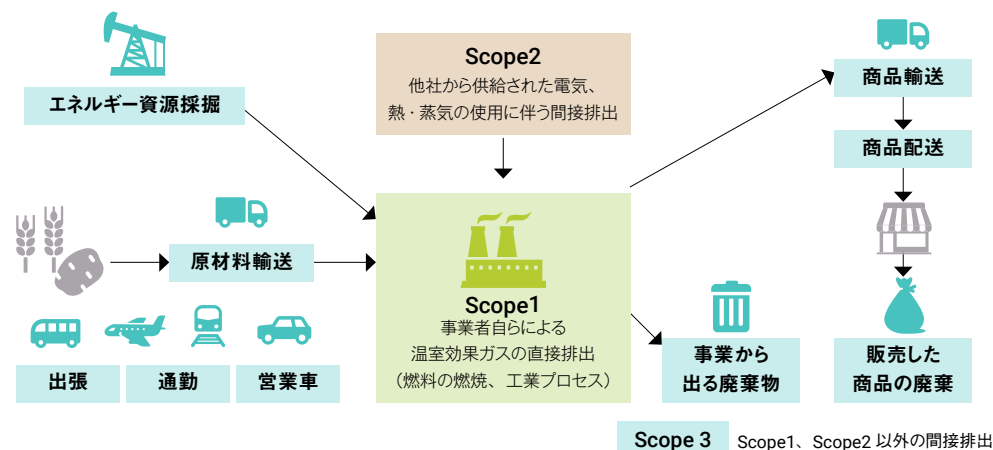 エネルギー資源採掘
Scope2
他社から供給された電気、
熱・蒸気の使用に伴う間接排出
商品輸送
商品配送
原材料輸送
Scope1
事業者自らによる
温室効果ガスの直接排出
（燃料の燃焼、工業プロセス）
出張
通勤
営業車
事業から
出る廃棄物
販売した
商品の廃棄
Scope 3 Scope1、Scope2 以外の間接排出